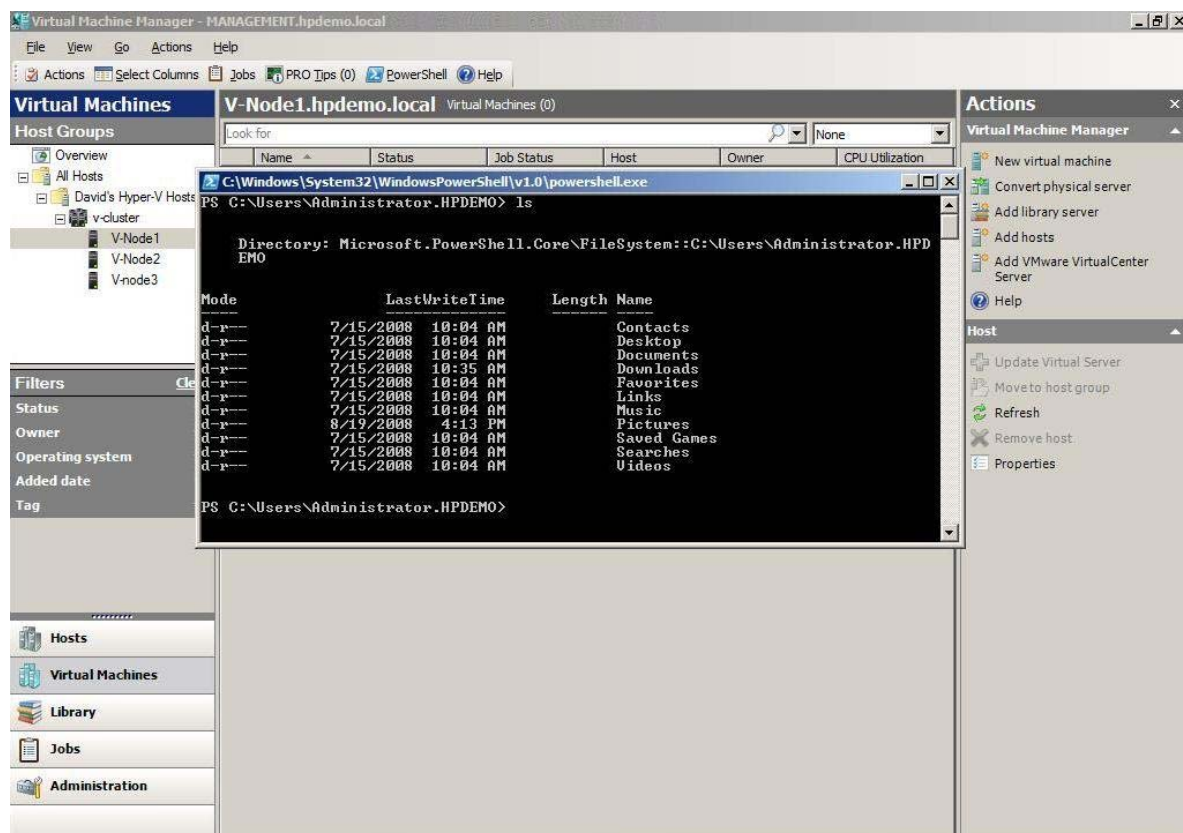 Virtual Machine Manager - MANAGEMENT.hpdemo.local
File View Go Actions Help
Actions Select Columns Jobs PRO Tips (0) PowerShell Help
Virtual Machines
Host Groups
Overview
All Hosts
David's Hyper-V Hosts
v-cluster
V-Node1
V-Node2
V-node3
Filters
Status
Owner
Operating system
Added date
Tag
Hosts
Virtual Machines
Library
Jobs
Administration
V-Node1.hpdemo.local Virtual Machines (0)
Look for None
Name Status Job Status Host Owner CPU Utilization
C:\Windows\System32\WindowsPowerShell\v1.0\powershell.exe
PS C:\Users\Administrator.HPDEMO> ls
Directory: Microsoft.PowerShell.Core\FileSystem::C:\Users\Administrator.HPD
EMO
Mode LastWriteTime Length Name
---- ------------- ------ ----
d-r-- 7/15/2008 10:04 AM Contacts
d-r-- 7/15/2008 10:04 AM Desktop
d-r-- 7/15/2008 10:04 AM Documents
d-r-- 7/15/2008 10:35 AM Downloads
d-r-- 7/15/2008 10:04 AM Favorites
d-r-- 7/15/2008 10:04 AM Links
d-r-- 7/15/2008 10:04 AM Music
d-r-- 8/19/2008 4:13 PM Pictures
d-r-- 7/15/2008 10:04 AM Saved Games
d-r-- 7/15/2008 10:04 AM Searches
d-r-- 7/15/2008 10:04 AM Videos
PS C:\Users\Administrator.HPDEMO>
Actions
Virtual Machine Manager
New virtual machine
Convert physical server
Add library server
Add hosts
Add VMware VirtualCenter
Server
Help
Host
Update Virtual Server
Move to host group
Refresh
Remove host
Properties